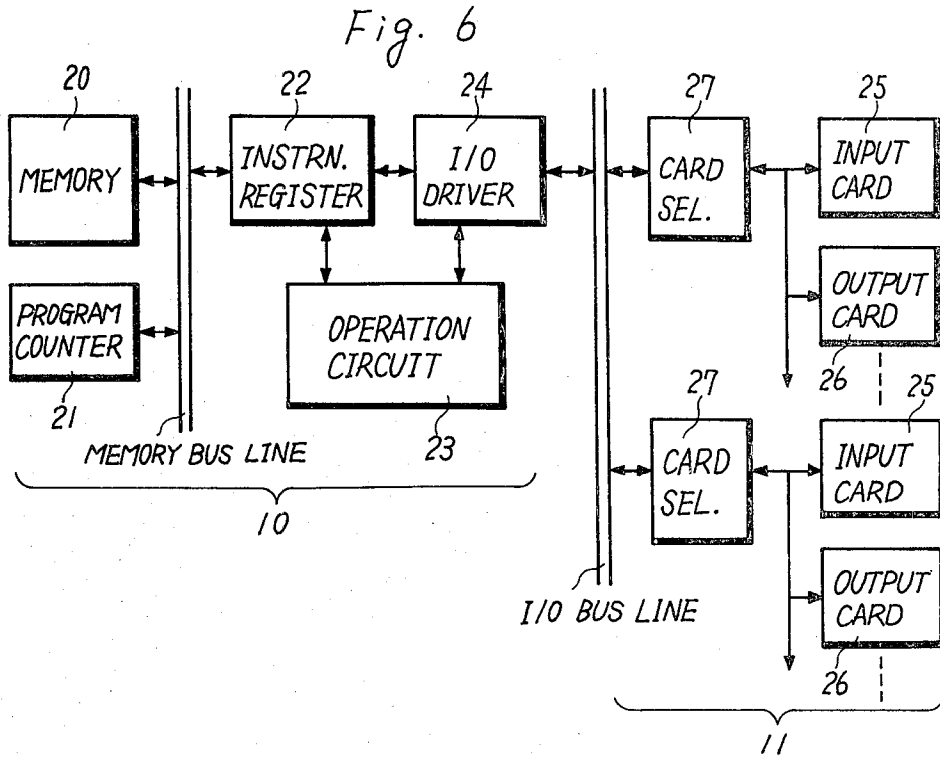 Fig. 6
20
22
24
27
25
MEMORY
INSTRN.
REGISTER
I/O
DRIVER
CARD
SEL.
INPUT
CARD
PROGRAM
COUNTER
OPERATION
CIRCUIT
OUTPUT
CARD
21
23
26
27
25
MEMORY BUS LINE
CARD
SEL.
INPUT
CARD
10
I/O BUS LINE
OUTPUT
CARD
26
11